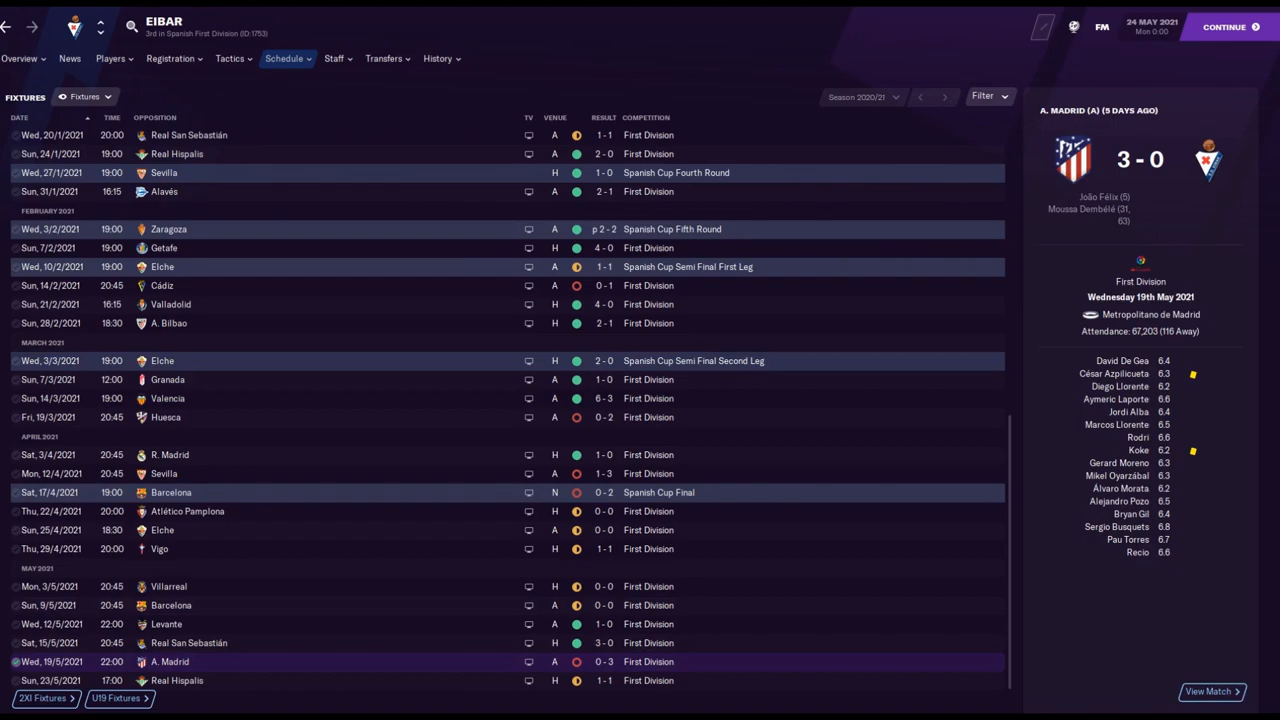 EIBAR
3rd in Spanish First Division (ID:1753)
FM
24 MAY 2021
Mon 0:00
CONTINUE
Overview News Players Registration Tactics Schedule Staff Transfers History
FIXTURES Fixtures Season 2020/21 Filter
DATE TIME OPPOSITION TV VENUE RESULT COMPETITION
Wed, 20/1/2021 20:00 Real San Sebastián A 1 - 1 First Division
Sun, 24/1/2021 19:00 Real Hispalis A 2 - 0 First Division
Wed, 27/1/2021 19:00 Sevilla H 1 - 0 Spanish Cup Fourth Round
Sun, 31/1/2021 16:15 Alavés A 2 - 1 First Division
FEBRUARY 2021
Wed, 3/2/2021 19:00 Zaragoza A p 2 - 2 Spanish Cup Fifth Round
Sun, 7/2/2021 19:00 Getafe H 4 - 0 First Division
Wed, 10/2/2021 19:00 Elche A 1 - 1 Spanish Cup Semi Final First Leg
Sun, 14/2/2021 20:45 Cádiz A 0 - 1 First Division
Sun, 21/2/2021 16:15 Valladolid H 4 - 0 First Division
Sun, 28/2/2021 18:30 A. Bilbao H 2 - 1 First Division
MARCH 2021
Wed, 3/3/2021 19:00 Elche H 2 - 0 Spanish Cup Semi Final Second Leg
Sun, 7/3/2021 12:00 Granada A 1 - 0 First Division
Sun, 14/3/2021 19:00 Valencia A 6 - 3 First Division
Fri, 19/3/2021 20:45 Huesca A 0 - 2 First Division
APRIL 2021
Sat, 3/4/2021 20:45 R. Madrid H 1 - 0 First Division
Mon, 12/4/2021 20:45 Sevilla A 1 - 3 First Division
Sat, 17/4/2021 19:00 Barcelona N 0 - 2 Spanish Cup Final
Thu, 22/4/2021 20:00 Atlético Pamplona H 0 - 0 First Division
Sun, 25/4/2021 18:30 Elche A 0 - 0 First Division
Thu, 29/4/2021 20:00 Vigo H 1 - 1 First Division
MAY 2021
Mon, 3/5/2021 20:45 Villarreal H 0 - 0 First Division
Sun, 9/5/2021 20:45 Barcelona A 0 - 0 First Division
Wed, 12/5/2021 22:00 Levante A 1 - 0 First Division
Sat, 15/5/2021 20:45 Real San Sebastián H 3 - 0 First Division
Wed, 19/5/2021 22:00 A. Madrid A 0 - 3 First Division
Sun, 23/5/2021 17:00 Real Hispalis H 1 - 1 First Division
2XI Fixtures U19 Fixtures
A. MADRID (A) (5 DAYS AGO)
3 - 0
João Félix (5)
Moussa Dembélé (31,
63)
First Division
Wednesday 19th May 2021
Metropolitano de Madrid
Attendance: 67,203 (116 Away)
David De Gea 6.4
César Azpilicueta 6.3
Diego Llorente 6.2
Aymeric Laporte 6.6
Jordi Alba 6.4
Marcos Llorente 6.5
Rodri 6.6
Koke 6.2
Gerard Moreno 6.3
Mikel Oyarzábal 6.3
Álvaro Morata 6.2
Alejandro Pozo 6.5
Bryan Gil 6.4
Sergio Busquets 6.8
Pau Torres 6.7
Recio 6.6
View Match